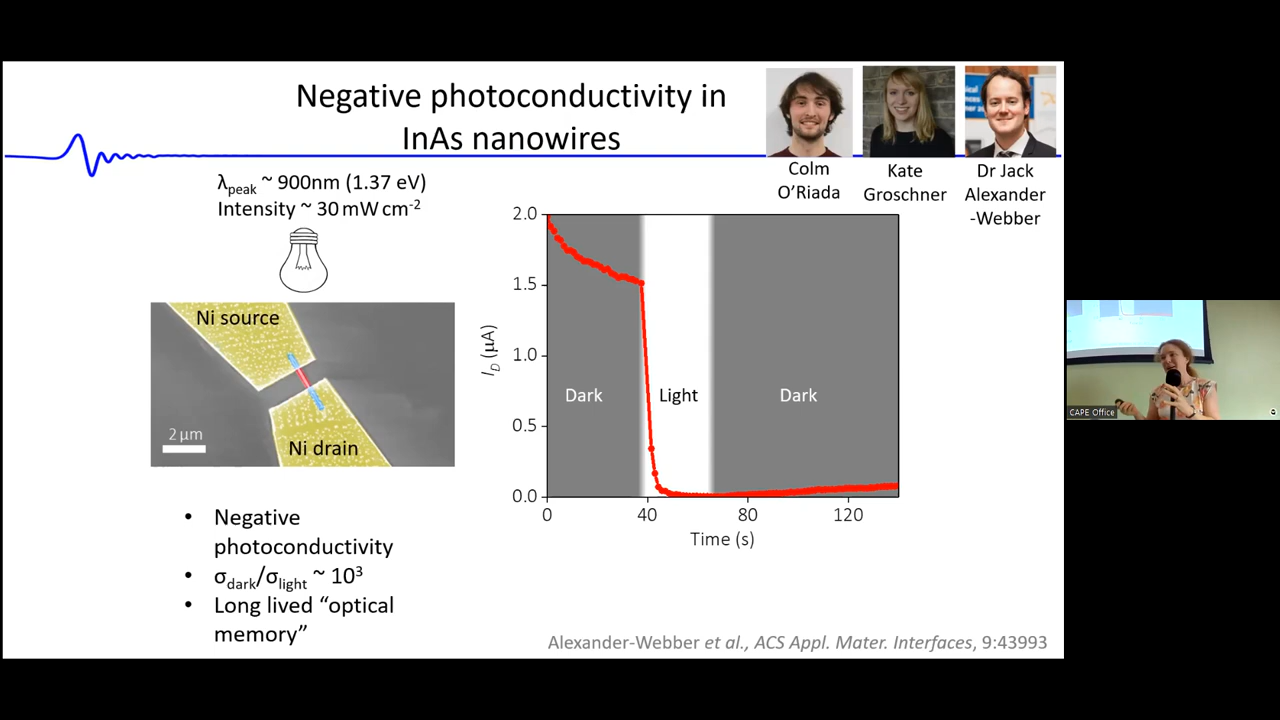 Negative photoconductivity in
InAs nanowires
Colm
O'Riada
Kate
Groschner
Dr Jack
Alexander
-Webber
λpeak ~ 900nm (1.37 eV)
Intensity ~ 30 mW cm-2
Ni source
2 μm
Ni drain
2.0
1.5
1.0
0.5
0.0
ID (μA)
Dark
Light
Dark
0
40
80
120
Time (s)
• Negative
photoconductivity
• σdark/σlight ~ 10³
• Long lived “optical
memory”
Alexander-Webber et al., ACS Appl. Mater. Interfaces, 9:43993
CAPE Office